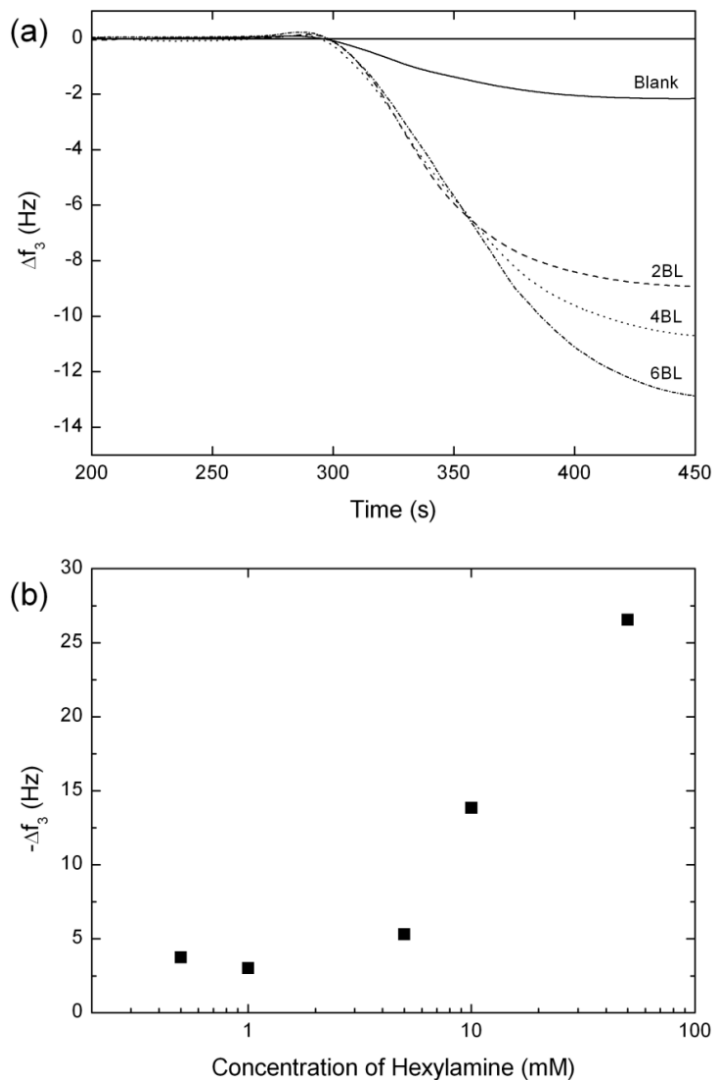 (a)
0
-2
-4
-6
-8
-10
-12
-14
Δf₃ (Hz)
Blank
2BL
4BL
6BL
200 250 300 350 400 450
Time (s)
(b)
30
25
20
15
10
5
0
-Δf₃ (Hz)
1 10 100
Concentration of Hexylamine (mM)